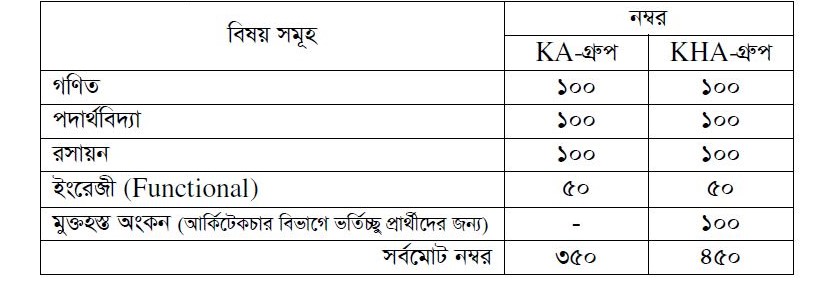 বিষয় সমূহ নম্বর
KA-গ্রুপ KHA-গ্রুপ
গণিত ১০০ ১০০
পদার্থবিদ্যা ১০০ ১০০
রসায়ন ১০০ ১০০
ইংরেজী (Functional) ৫০ ৫০
মুক্তহস্ত অংকন (আর্কিটেকচার বিভাগে ভর্তিচ্ছু প্রার্থীদের জন্য) - ১০০
সর্বমোট নম্বর ৩৫০ ৪৫০